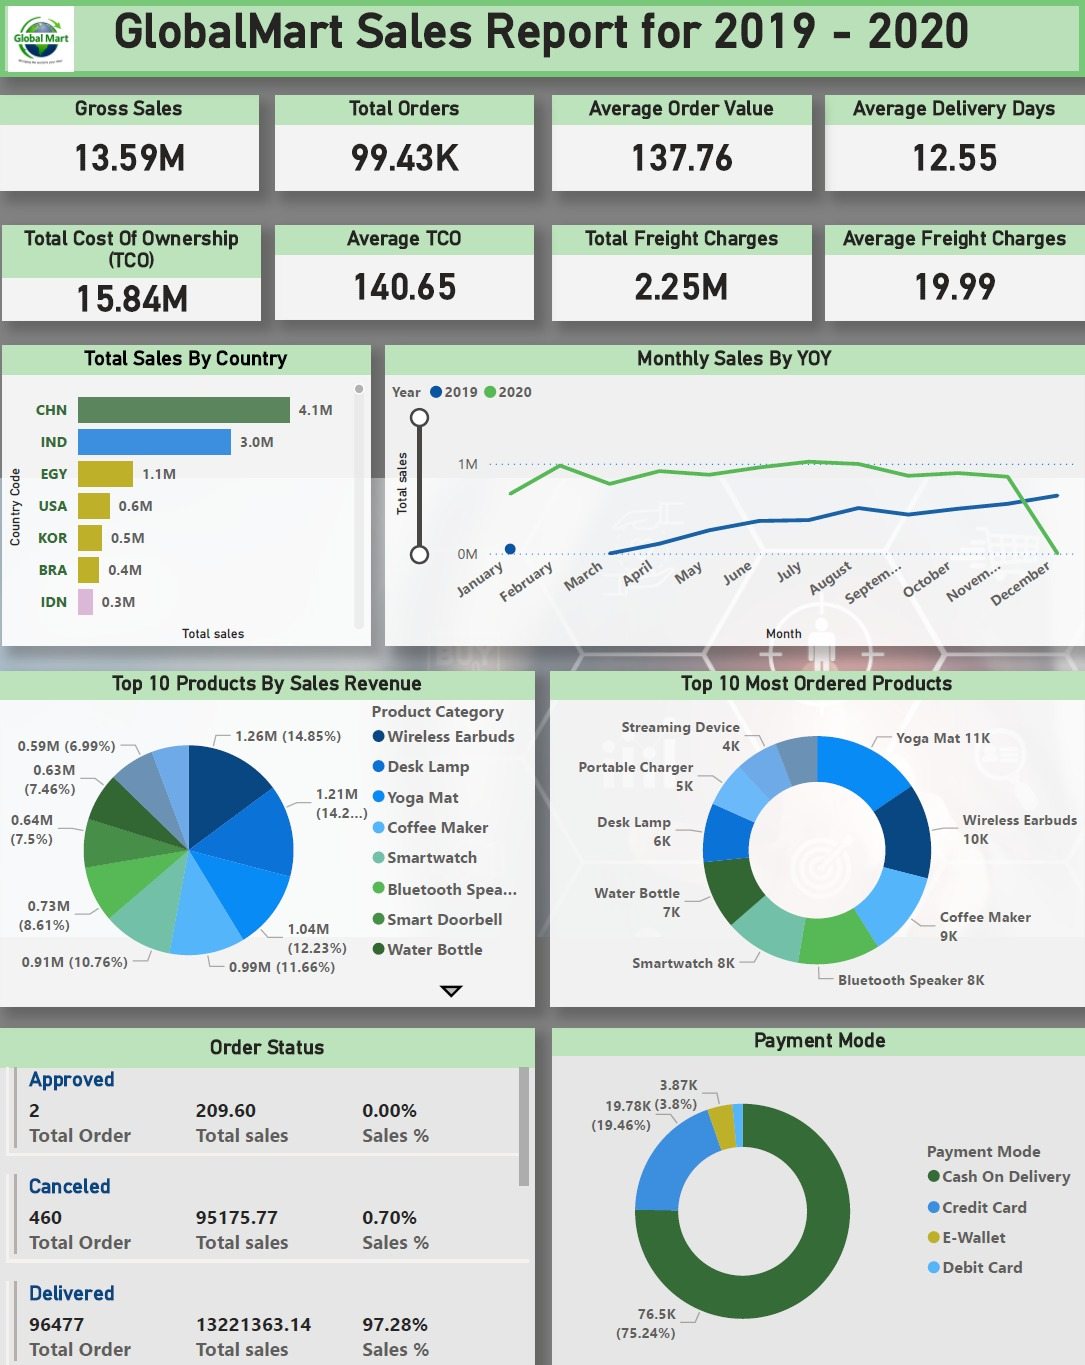 Global Mart
GlobalMart Sales Report for 2019 - 2020
Gross Sales
13.59M
Total Orders
99.43K
Average Order Value
137.76
Average Delivery Days
12.55
Total Cost Of Ownership
(TCO)
15.84M
Average TCO
140.65
Total Freight Charges
2.25M
Average Freight Charges
19.99
Total Sales By Country
Country Code
CHN 4.1M
IND 3.0M
EGY 1.1M
USA 0.6M
KOR 0.5M
BRA 0.4M
IDN 0.3M
Total sales
Monthly Sales By YOY
Year 2019 2020
Total sales
1M
0M
January
February
March
April
May
June
July
August
Septem...
October
Novem...
December
Month
BUY
Top 10 Products By Sales Revenue
1.26M (14.85%)
1.21M
(14.2...)
1.04M
(12.23%)
0.99M (11.66%)
0.91M (10.76%)
0.73M
(8.61%)
0.64M
(7.5%)
0.63M
(7.46%)
0.59M (6.99%)
Product Category
Wireless Earbuds
Desk Lamp
Yoga Mat
Coffee Maker
Smartwatch
Bluetooth Spea...
Smart Doorbell
Water Bottle
Top 10 Most Ordered Products
Yoga Mat 11K
Wireless Earbuds
10K
Coffee Maker
9K
Bluetooth Speaker 8K
Smartwatch 8K
Water Bottle
7K
Desk Lamp
6K
Portable Charger
5K
Streaming Device
4K
Order Status
Approved
2 209.60 0.00%
Total Order Total sales Sales %
Canceled
460 95175.77 0.70%
Total Order Total sales Sales %
Delivered
96477 13221363.14 97.28%
Total Order Total sales Sales %
Payment Mode
3.87K
(3.8%)
19.78K
(19.46%)
76.5K
(75.24%)
Payment Mode
Cash On Delivery
Credit Card
E-Wallet
Debit Card